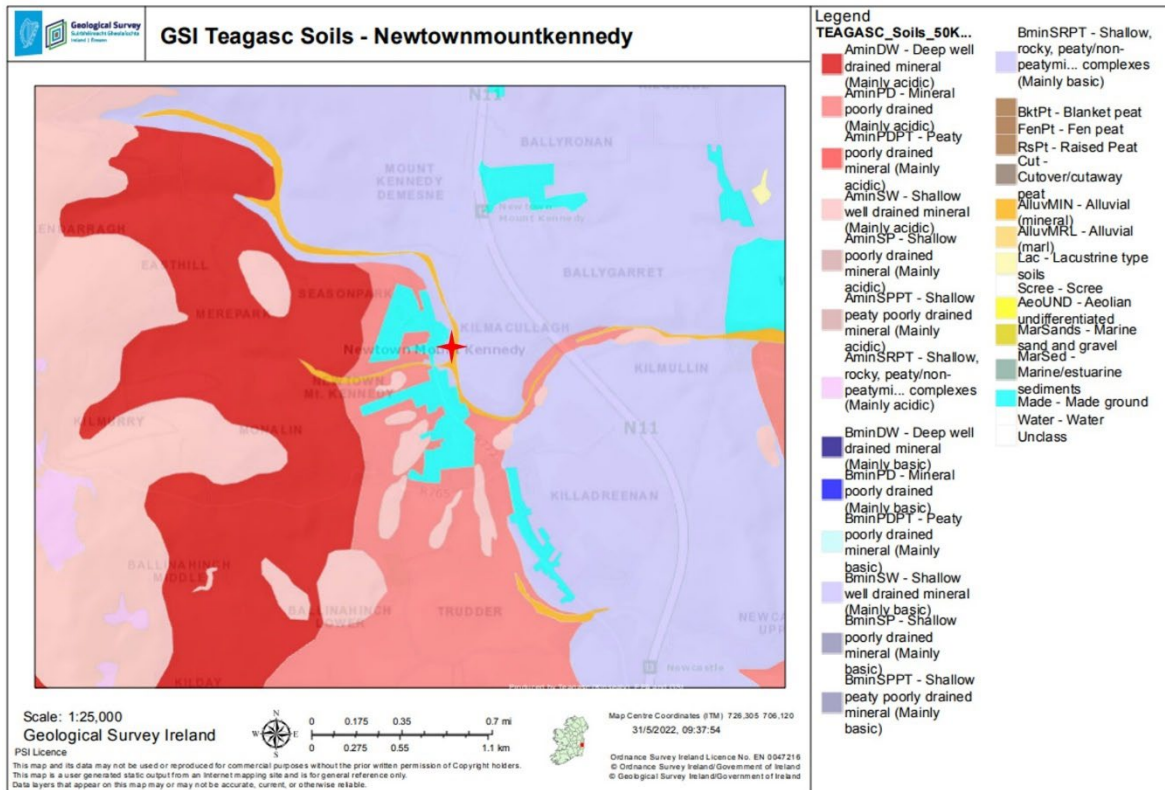 Geological Survey
Suirbhéireacht Gheolaíochta
Ireland | Éireann
GSI Teagasc Soils - Newtownmountkennedy
N11
BALLYRONAN
MOUNT
KENNEDY
DEMESNE
Newtown
Mount Kennedy
EASTHILL
BALLYGARRET
SEASONPARK
MEREPARK
KILMACULLAGH
Newtown Mount Kennedy
KILMULLIN
NEWTOWN
MT. KENNEDY
KILMURRY
MONALIN
N11
R765
KILLADREENAN
BALLINAHINCH
MIDDLE
BALLINAHINCH
LOWER
TRUDDER
UPP
Newcastle
KILDAY
Legend
TEAGASC_Soils_50K...
AminDW - Deep well
drained mineral
(Mainly acidic)
AminPD - Mineral
poorly drained
(Mainly acidic)
AminPDPT - Peaty
poorly drained
mineral (Mainly
acidic)
AminSW - Shallow
well drained mineral
(Mainly acidic)
AminSP - Shallow
poorly drained
mineral (Mainly
acidic)
AminSPPT - Shallow
peaty poorly drained
mineral (Mainly
acidic)
AminSRPT - Shallow,
rocky, peaty/non-
peatymi... complexes
(Mainly acidic)
BminDW - Deep well
drained mineral
(Mainly basic)
BminPD - Mineral
poorly drained
(Mainly basic)
BminPDPT - Peaty
poorly drained
mineral (Mainly
basic)
BminSW - Shallow
well drained mineral
(Mainly basic)
BminSP - Shallow
poorly drained
mineral (Mainly
basic)
BminSPPT - Shallow
peaty poorly drained
mineral (Mainly
basic)
BminSRPT - Shallow,
rocky, peaty/non-
peatymi... complexes
(Mainly basic)
BktPt - Blanket peat
FenPt - Fen peat
RsPt - Raised Peat
Cut -
Cutover/cutaway
peat
AlluvMIN - Alluvial
(mineral)
AlluvMRL - Alluvial
(marl)
Lac - Lacustrine type
soils
Scree - Scree
AeoUND - Aeolian
undifferentiated
MarSands - Marine
sand and gravel
MarSed -
Marine/estuarine
sediments
Made - Made ground
Water - Water
Unclass
Scale: 1:25,000
Geological Survey Ireland
PSI Licence
This map and its data may not be used or reproduced for commercial purposes without the prior written permission of Copyright holders.
This map is a user generated static output from an Internet mapping site and is for general reference only.
Data layers that appear on this map may or may not be accurate, current, or otherwise reliable.
N
W E
S
0 0.175 0.35 0.7 mi
0 0.275 0.55 1.1 km
Map Centre Coordinates (ITM) 726,305 706,120
31/5/2022, 09:37:54
Ordnance Survey Ireland Licence No. EN 0047216
© Ordnance Survey Ireland/Government of Ireland
© Geological Survey Ireland/Government of Ireland